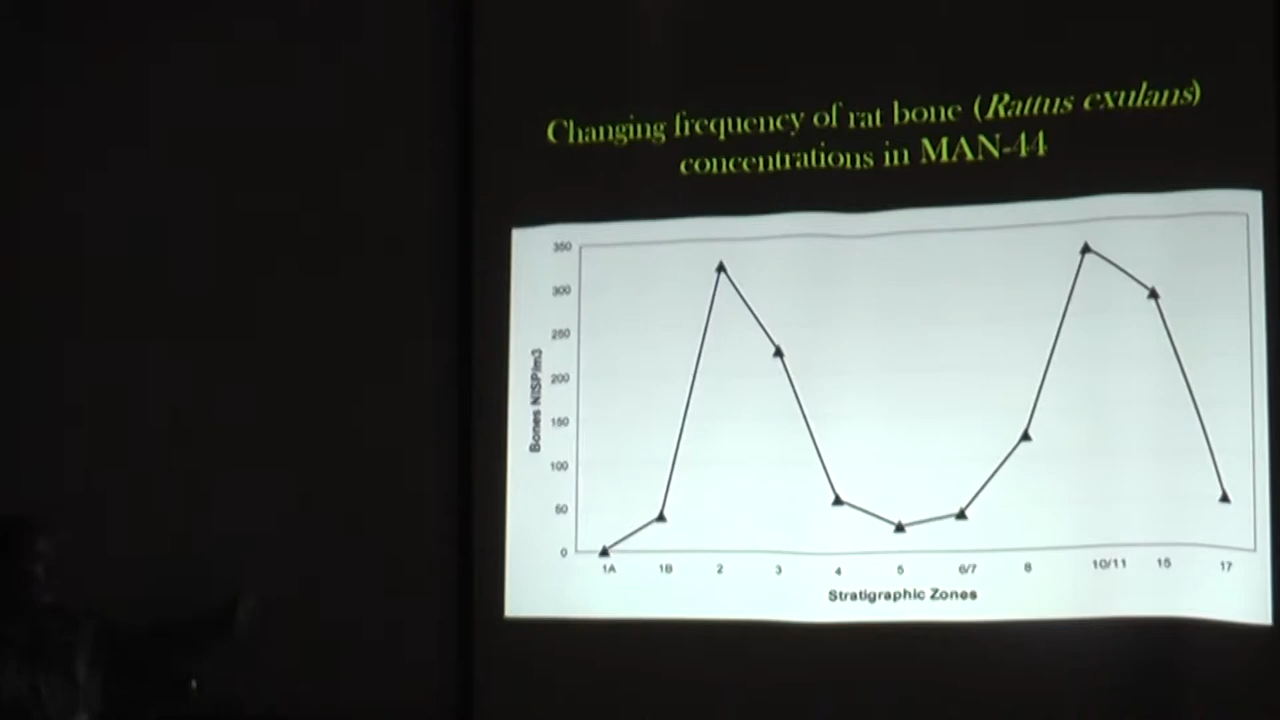 Changing frequency of rat bone (Rattus exulans)
concentrations in MAN-44
350
300
250
200
150
100
50
0
Bones NISP/m3
1A 1B 2 3 4 5 6/7 8 10/11 15 17
Stratigraphic Zones